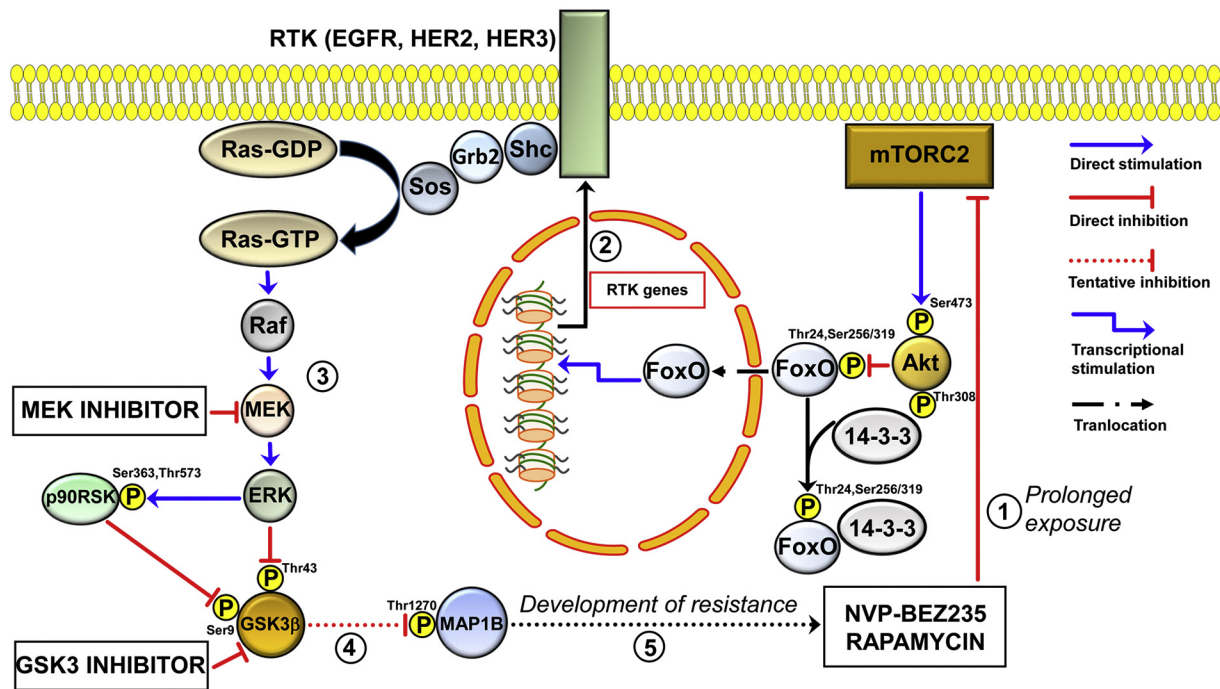 RTK (EGFR, HER2, HER3)
Ras-GDP
Sos
Grb2
Shc
mTORC2
Direct stimulation
Direct inhibition
Tentative inhibition
Transcriptional
stimulation
Tranlocation
Ras-GTP
2
RTK genes
Raf
3
Ser473
P
Thr24,Ser256/319
FoxO
FoxO
P
Akt
P
Thr308
MEK INHIBITOR
MEK
14-3-3
Ser363,Thr573
p90RSK
P
ERK
Thr24,Ser256/319
P
FoxO
14-3-3
1
Prolonged
exposure
P
Thr43
P
Ser9
GSK3β
GSK3 INHIBITOR
4
Thr1270
P
MAP1B
Development of resistance
5
NVP-BEZ235
RAPAMYCIN